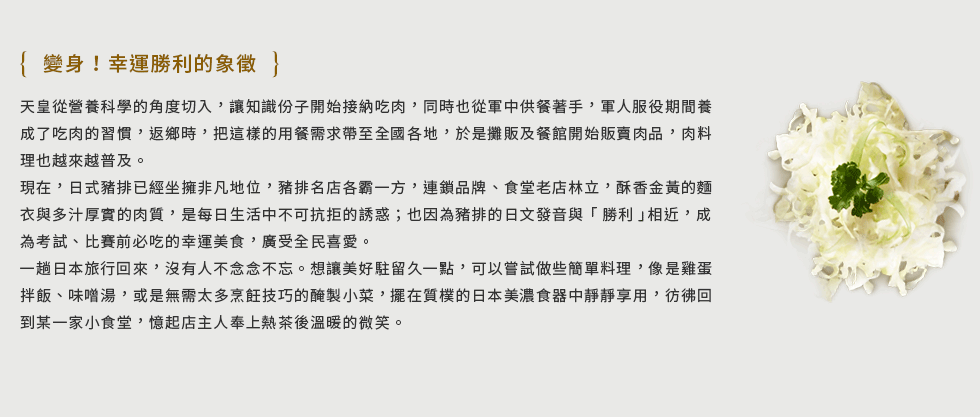 { 變身！幸運勝利的象徵 }
天皇從營養科學的角度切入，讓知識份子開始接納吃肉，同時也從軍中供餐著手，軍人服役期間養
成了吃肉的習慣，返鄉時，把這樣的用餐需求帶至全國各地，於是攤販及餐館開始販賣肉品，肉料
理也越來越普及。
現在，日式豬排已經坐擁非凡地位，豬排名店各霸一方，連鎖品牌、食堂老店林立，酥香金黃的麵
衣與多汁厚實的肉質，是每日生活中不可抗拒的誘惑；也因為豬排的日文發音與「勝利」相近，成
為考試、比賽前必吃的幸運美食，廣受全民喜愛。
一趟日本旅行回來，沒有人不念念不忘。想讓美好駐留久一點，可以嘗試做些簡單料理，像是雞蛋
拌飯、味噌湯，或是無需太多烹飪技巧的醃製小菜，擺在質樸的日本美濃食器中靜靜享用，彷彿回
到某一家小食堂，憶起店主人奉上熱茶後溫暖的微笑。